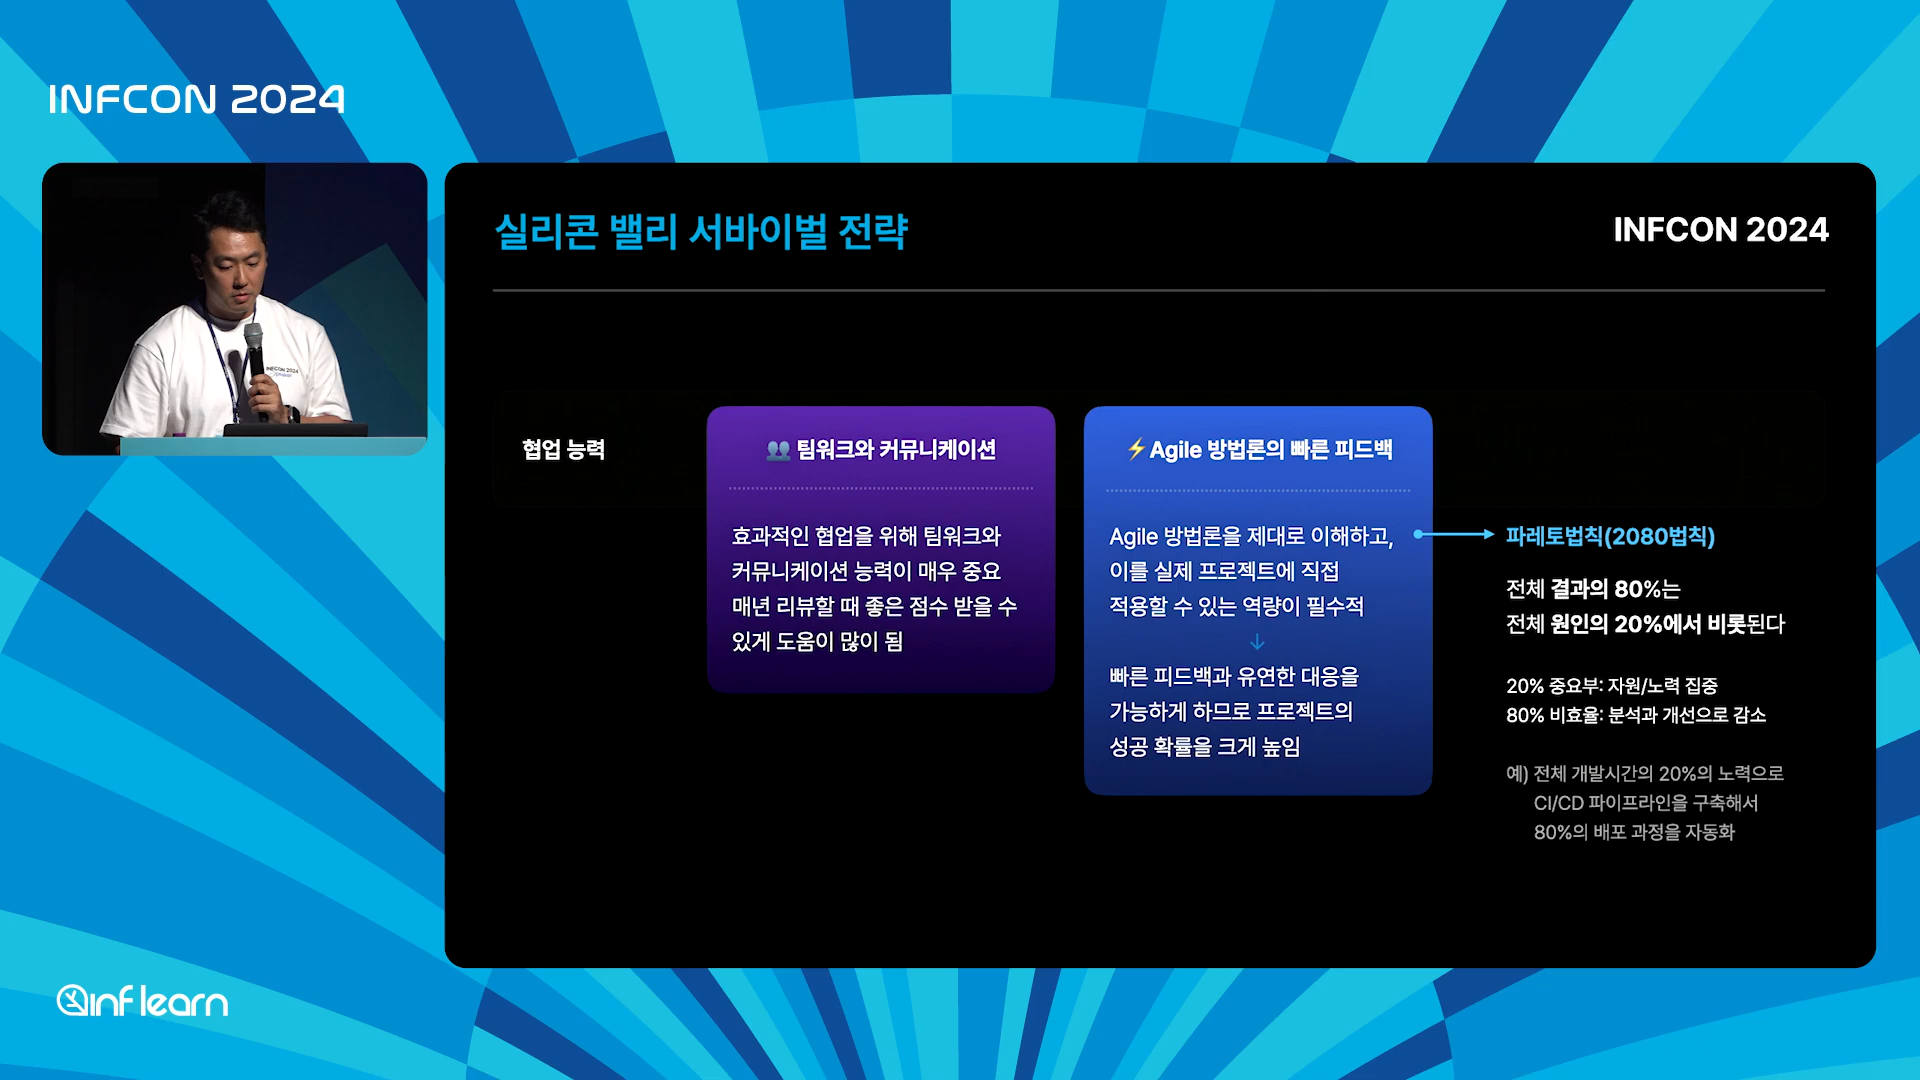 INFCON 2024
실리콘 밸리 서바이벌 전략
INFCON 2024
협업 능력
👥 팀워크와 커뮤니케이션
효과적인 협업을 위해 팀워크와
커뮤니케이션 능력이 매우 중요
매년 리뷰할 때 좋은 점수 받을 수
있게 도움이 많이 됨
⚡Agile 방법론의 빠른 피드백
Agile 방법론을 제대로 이해하고,
이를 실제 프로젝트에 직접
적용할 수 있는 역량이 필수적
↓
빠른 피드백과 유연한 대응을
가능하게 하므로 프로젝트의
성공 확률을 크게 높임
파레토법칙(2080법칙)
전체 결과의 80%는
전체 원인의 20%에서 비롯된다
20% 중요부: 자원/노력 집중
80% 비효율: 분석과 개선으로 감소
예) 전체 개발시간의 20%의 노력으로
CI/CD 파이프라인을 구축해서
80%의 배포 과정을 자동화
INFCON 2024
Speaker
inflearn